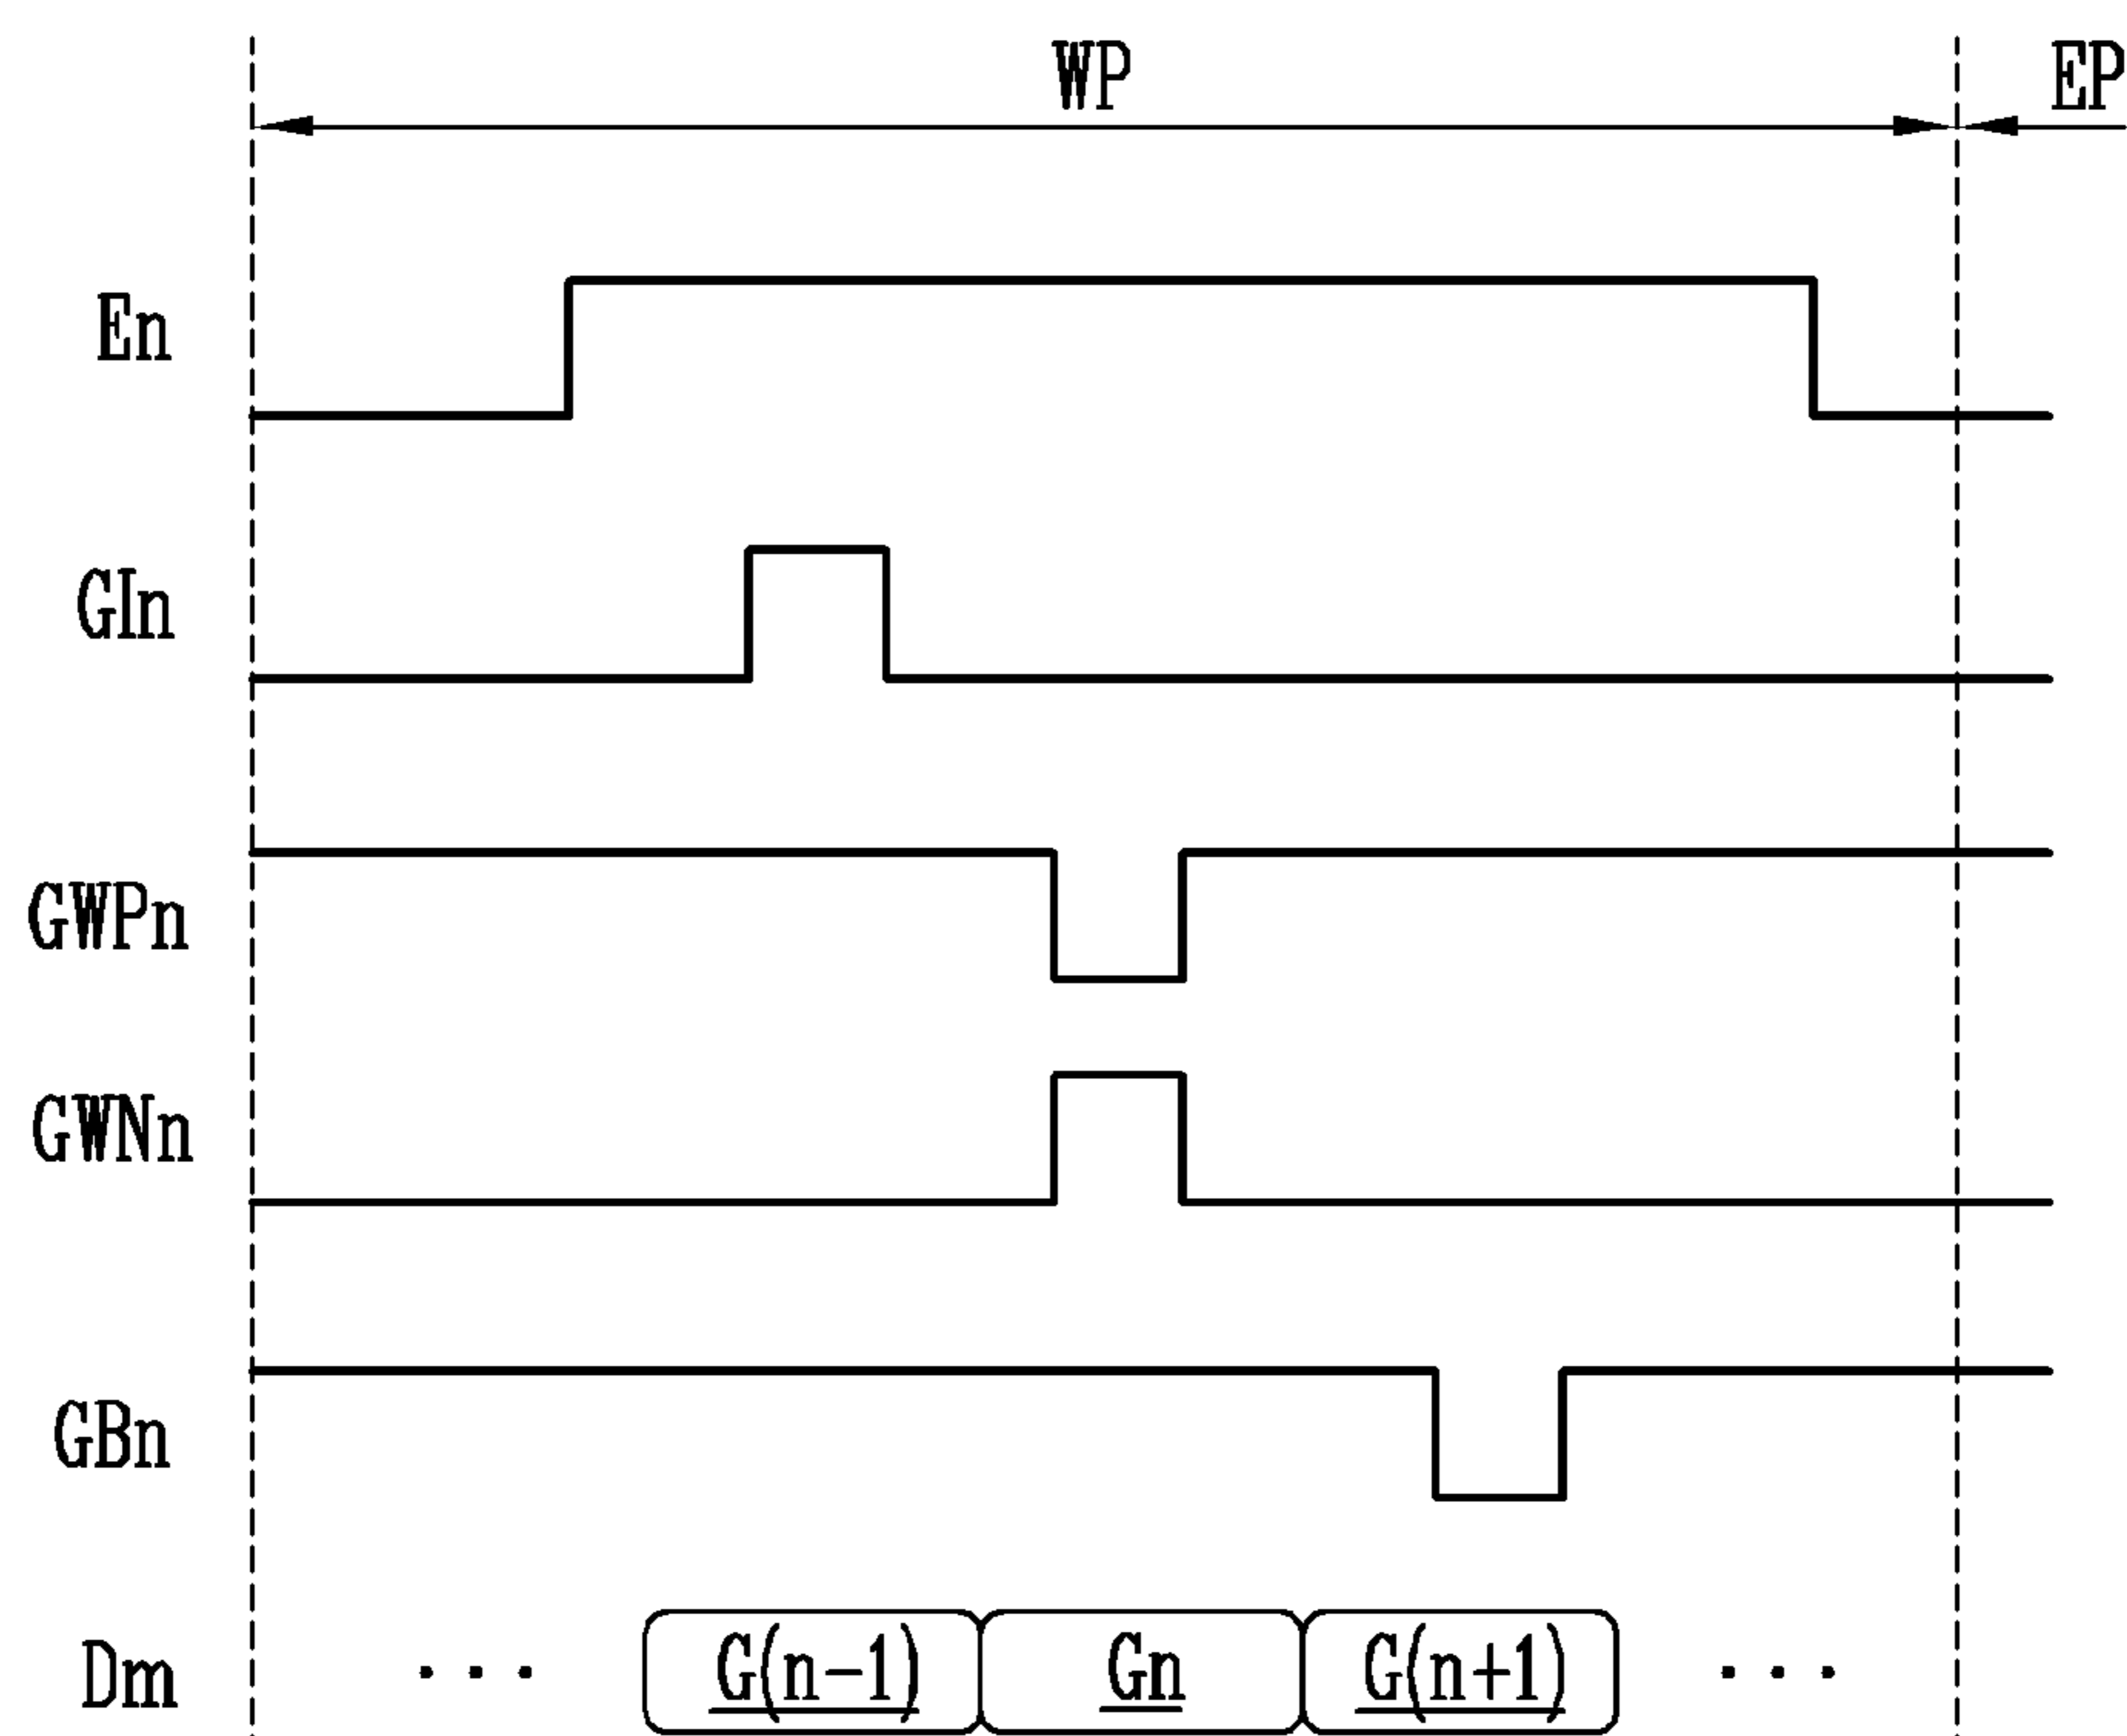 WP EP
En
GIn
GWPn
GWNn
GBn
Dm ... G(n-1) Gn G(n+1) ...